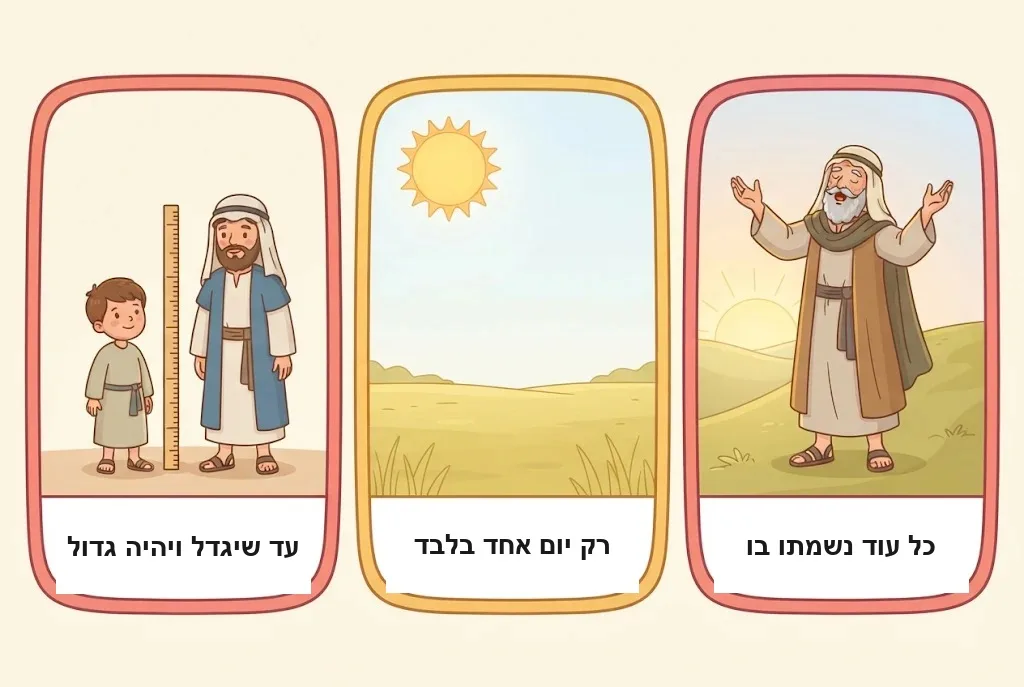 כל עוד נשמתו בו
רק יום אחד בלבד
עד שיגדל ויהיה גדול